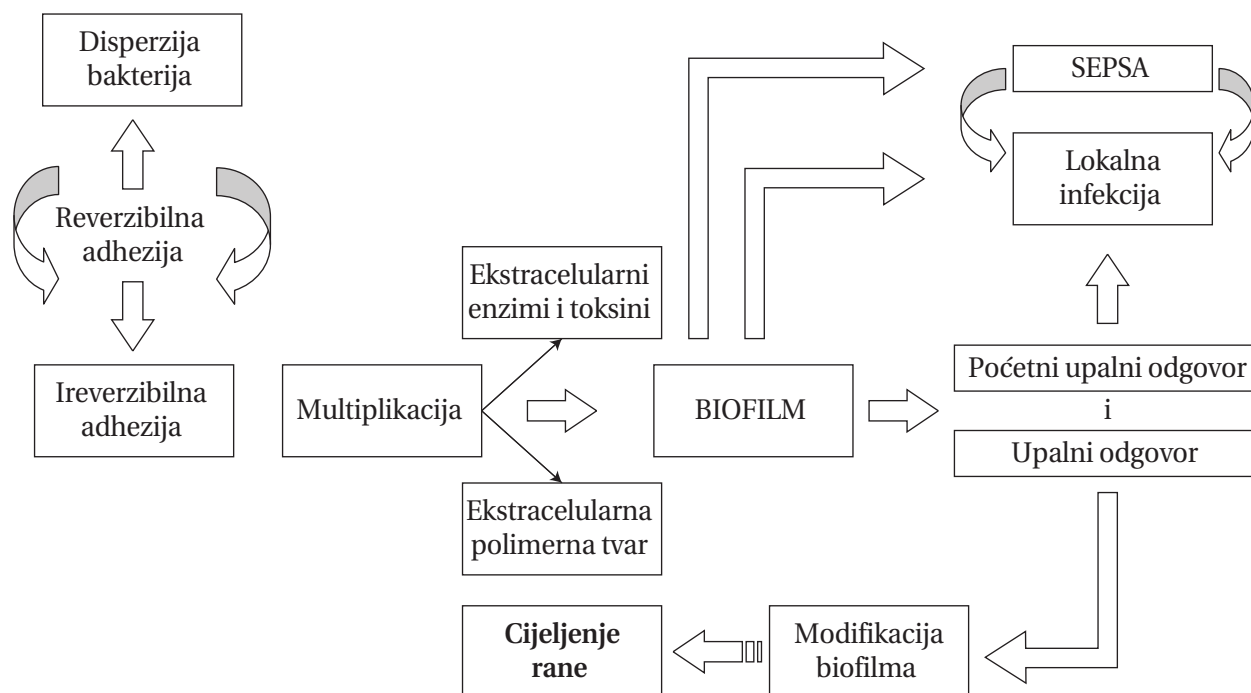 Disperzija
bakterija
Reverzibilna
adhezija
Ireverzibilna
adhezija
Multiplikacija
Ekstracelularni
enzimi i toksini
Ekstracelularna
polimerna tvar
BIOFILM
SEPSA
Lokalna
infekcija
Poćetni upalni odgovor
i
Upalni odgovor
Modifikacija
biofilma
Cijeljenje
rane